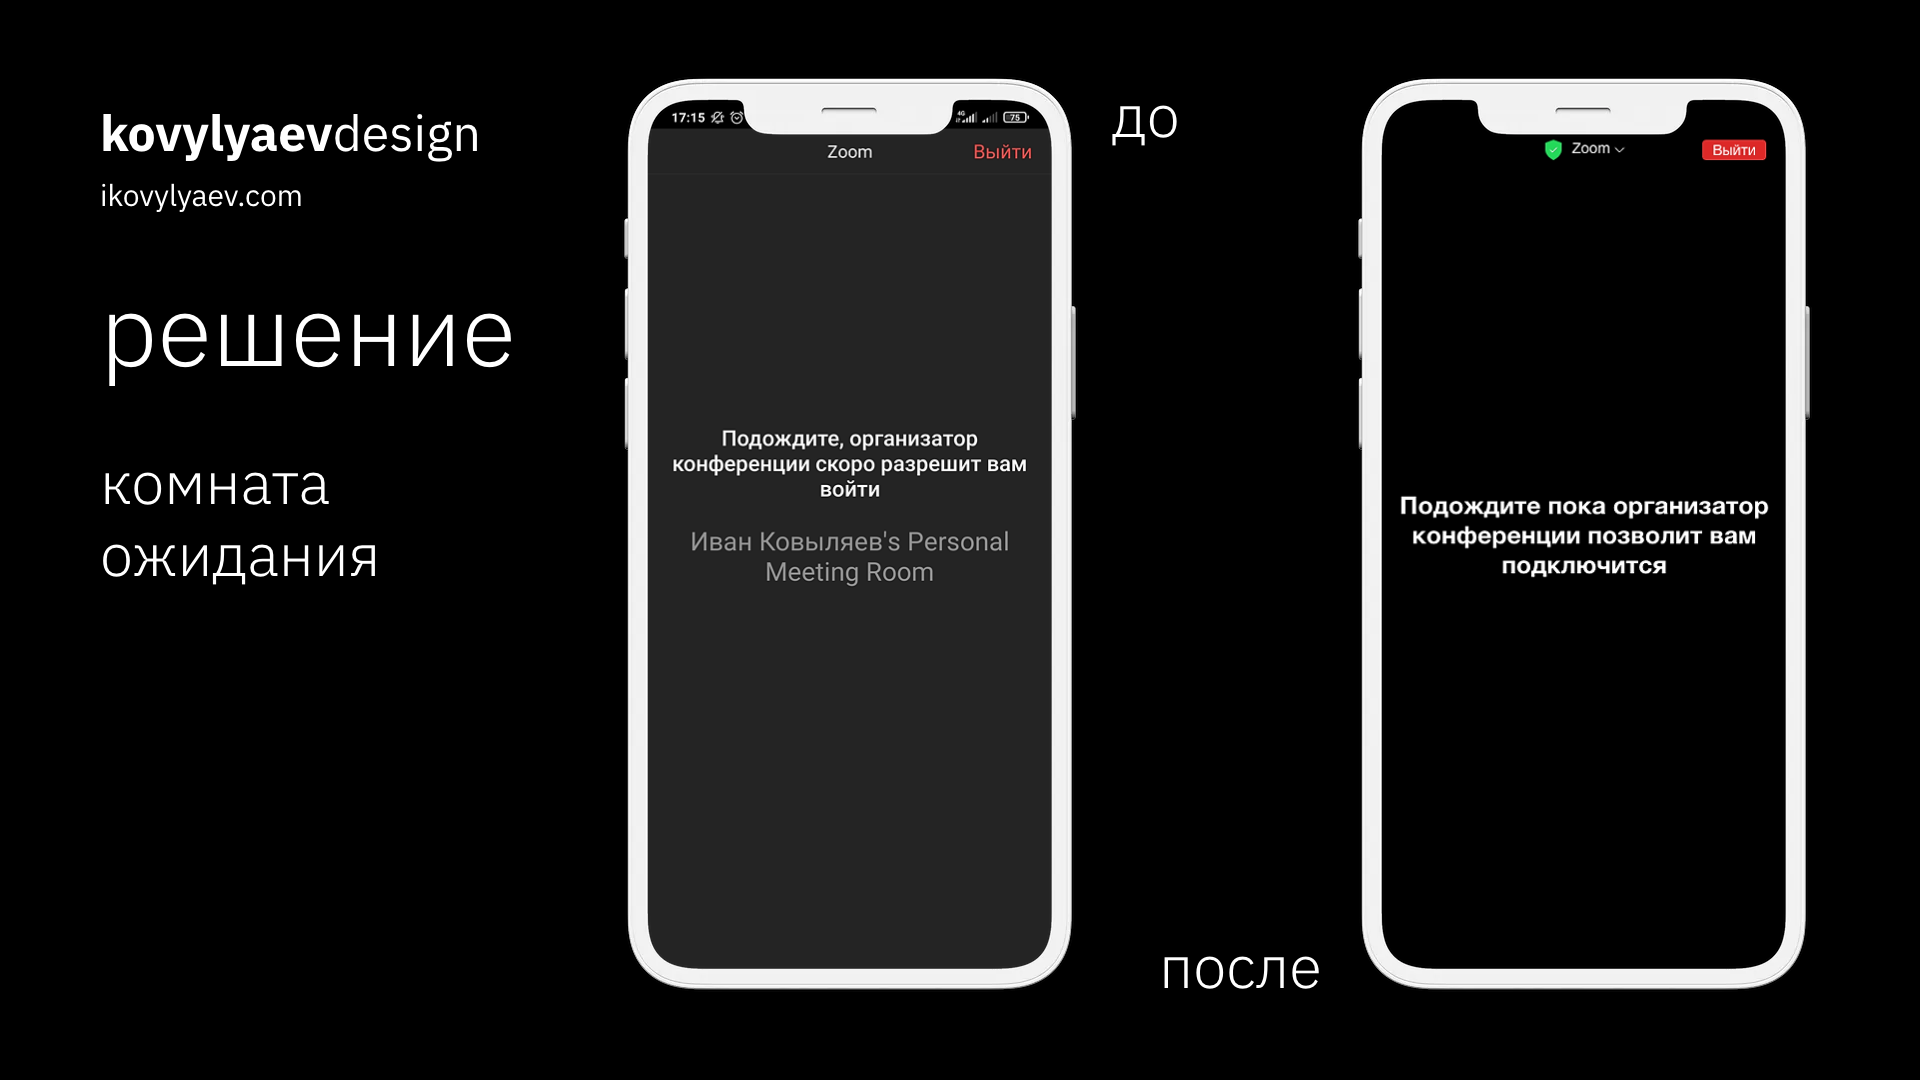 kovylyaevdesign
ikovylyaev.com
решение
комната
ожидания
17:15
4G
75
Zoom
Выйти
Подождите, организатор
конференции скоро разрешит вам
войти
Иван Ковыляев's Personal
Meeting Room
до
после
Zoom
Выйти
Подождите пока организатор
конференции позволит вам
подключится